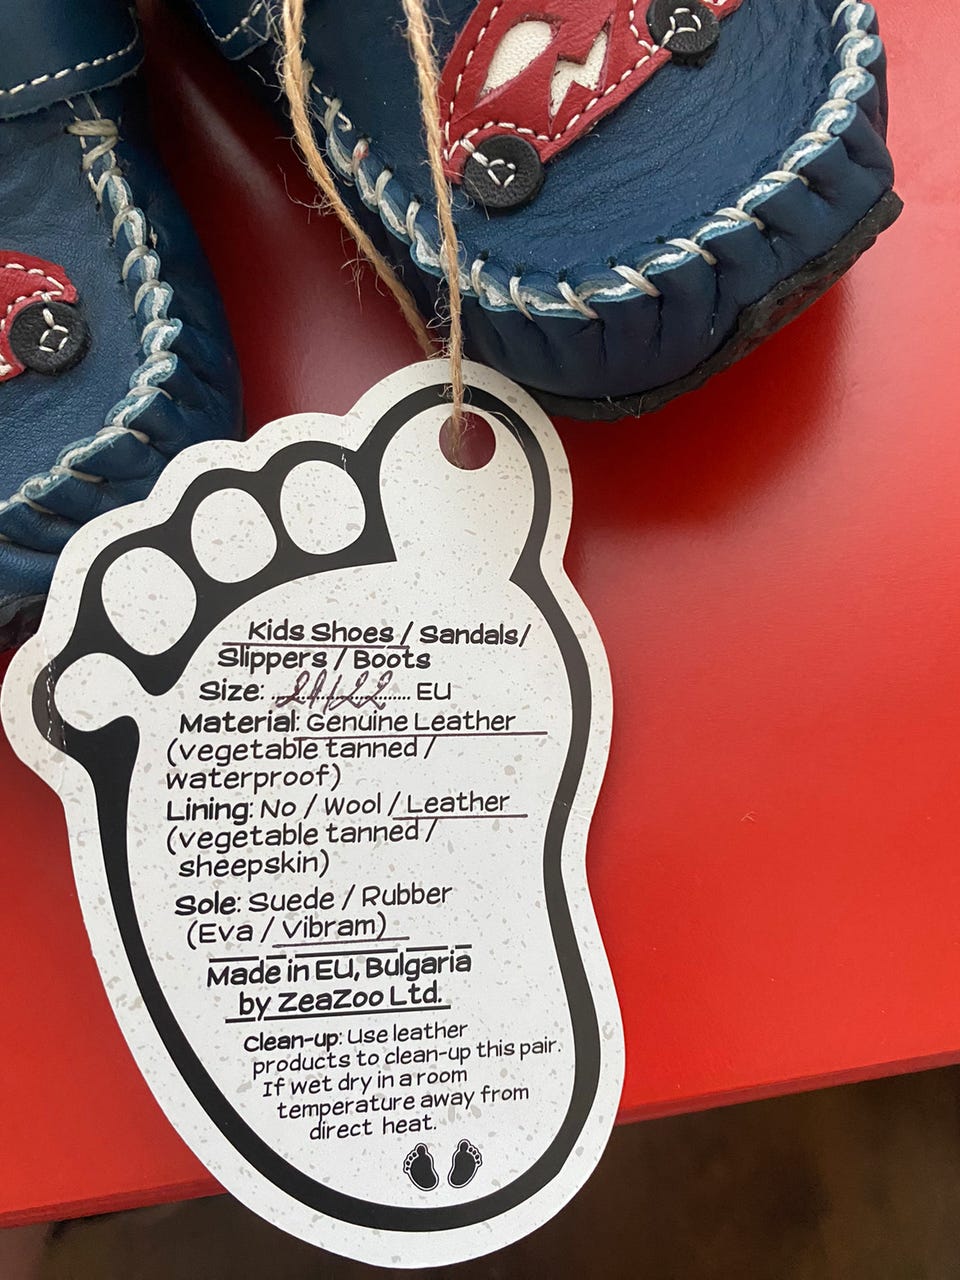 Kids Shoes / Sandals/
Slippers / Boots
Size: ..21/22..... EU
Material: Genuine Leather
(vegetable tanned /
waterproof)
Lining: No / Wool / Leather
(vegetable tanned /
sheepskin)
Sole: Suede / Rubber
(Eva / Vibram)
Made in EU, Bulgaria
by ZeaZoo Ltd.
Clean-up: Use leather
products to clean-up this pair.
If wet dry in a room
temperature away from
direct heat.